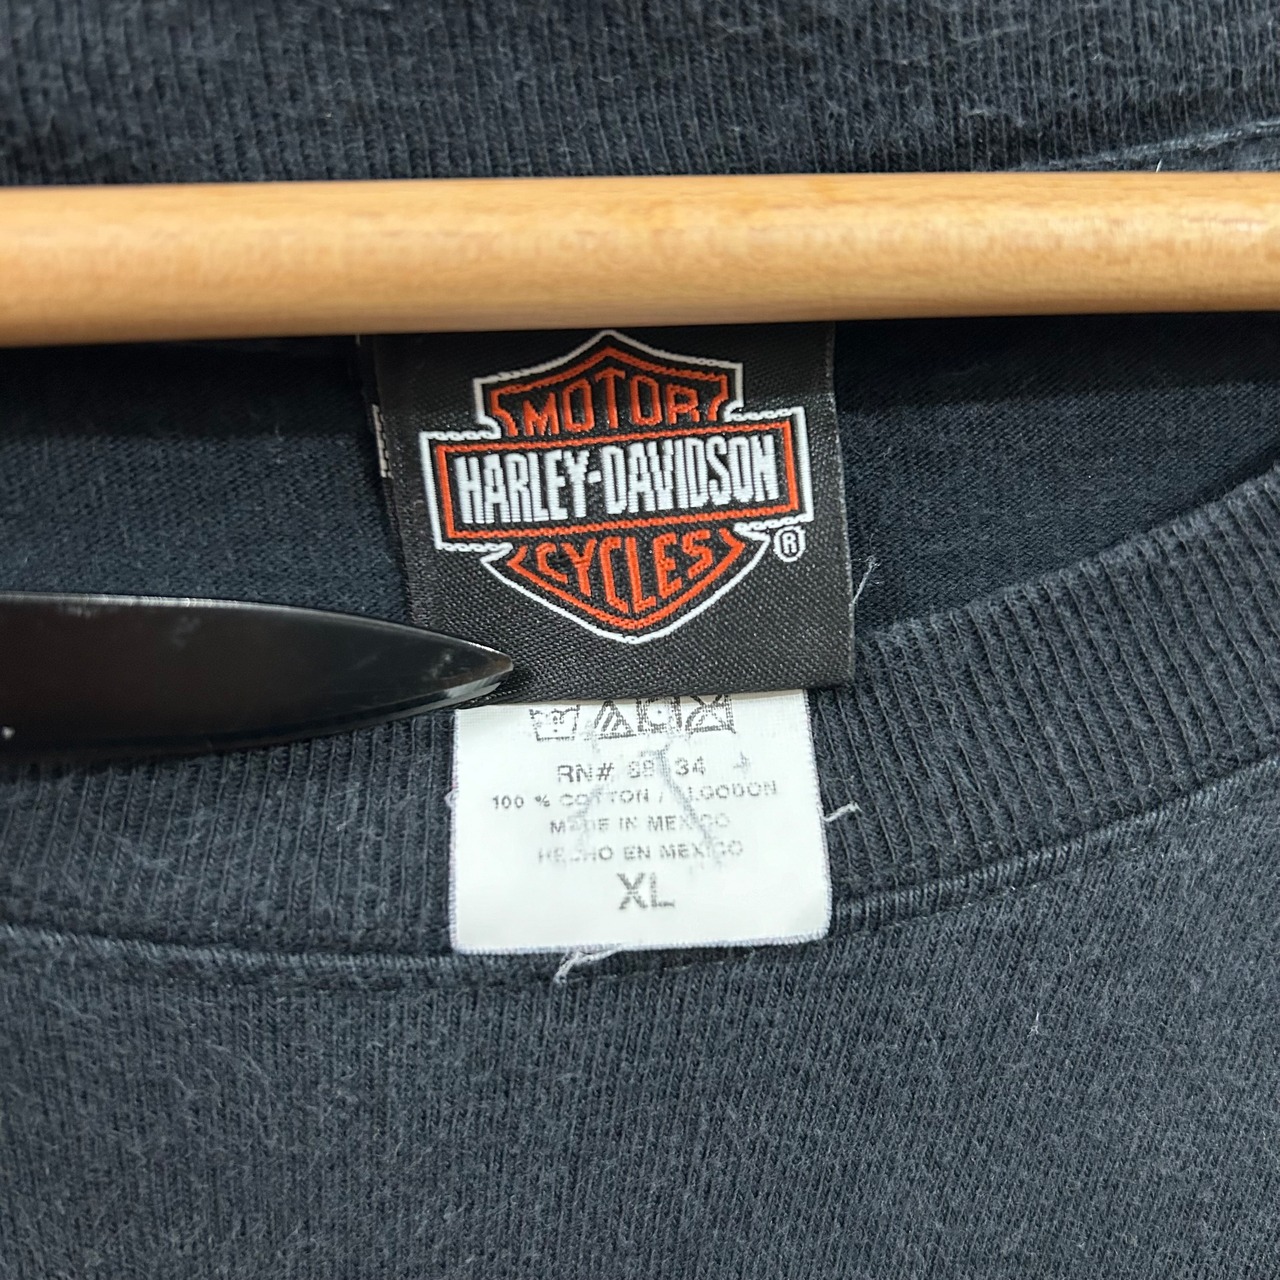 MOTOR
HARLEY-DAVIDSON
CYCLES
®
RN#
100 % COTTON / ALGODON
MADE IN MEXICO
HECHO EN MEXICO
XL